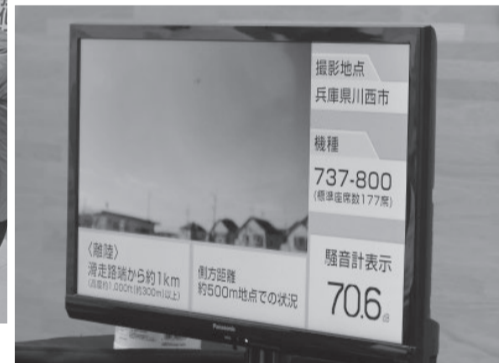 撮影地点
兵庫県川西市
機種
737-800
(標準座席数177席)
〈離陸〉
滑走路端から約1km
(高度約1,000ft(約300m)以上)
側方距離
約500m地点での状況
騒音計表示
70.6
Panasonic